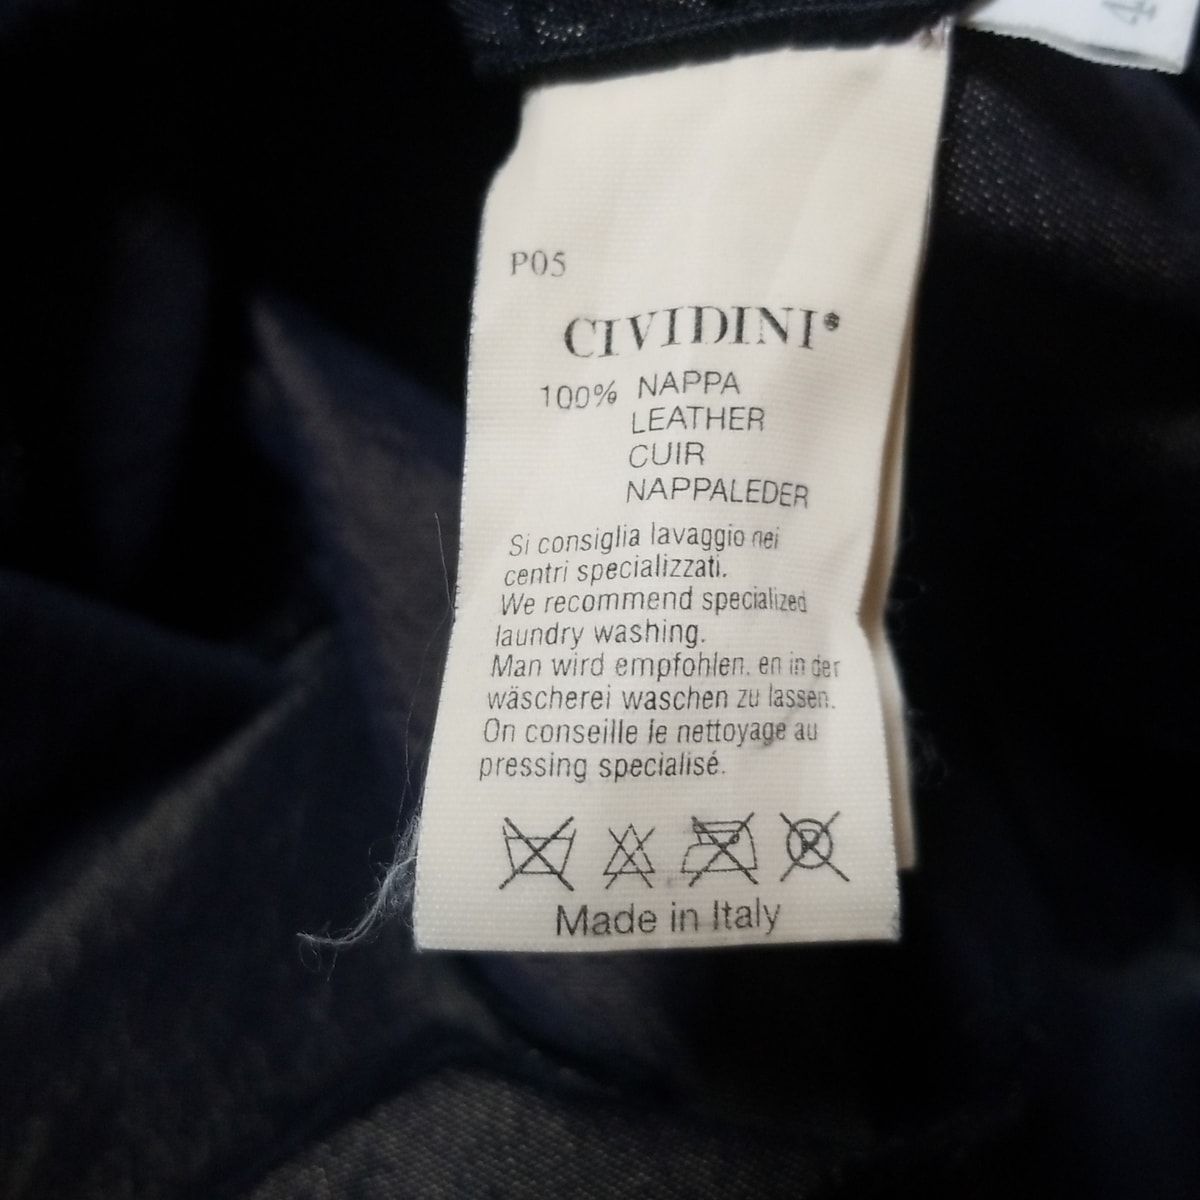 4
P05
CIVIDINI®
100% NAPPA
LEATHER
CUIR
NAPPALEDER
Si consiglia lavaggio nei
centri specializzati.
We recommend specialized
laundry washing.
Man wird empfohlen. en in der
wäscherei waschen zu lassen.
On conseille le nettoyage au
pressing specialisé.
P
Made in Italy